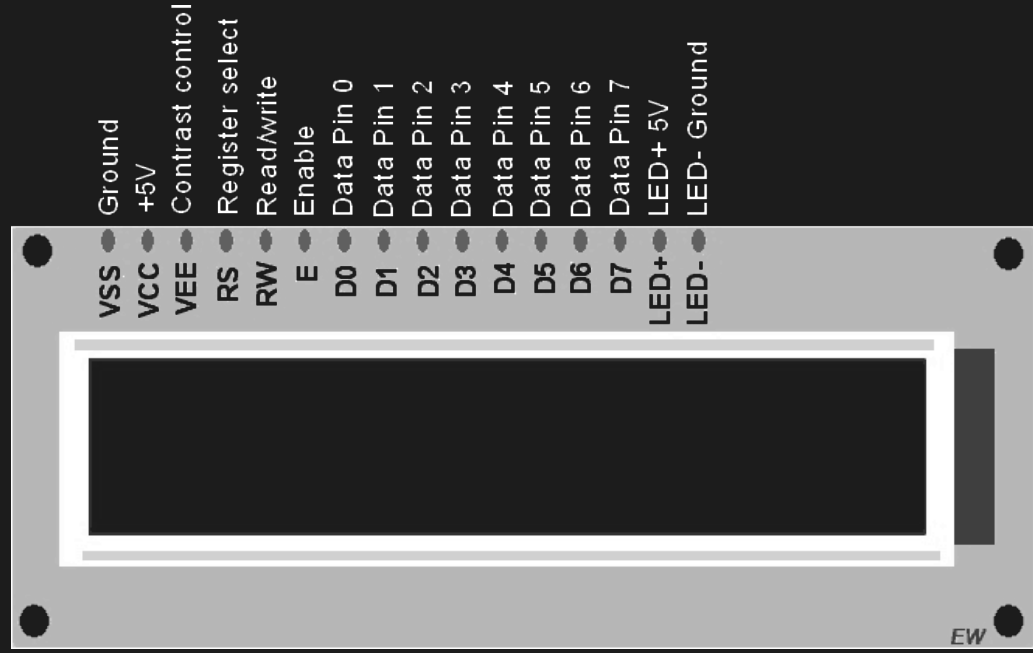 Ground
+5V
Contrast control
Register select
Read/write
Enable
Data Pin 0
Data Pin 1
Data Pin 2
Data Pin 3
Data Pin 4
Data Pin 5
Data Pin 6
Data Pin 7
LED+ 5V
LED- Ground
VSS
VCC
VEE
RS
RW
E
D0
D1
D2
D3
D4
D5
D6
D7
LED+
LED-
EW